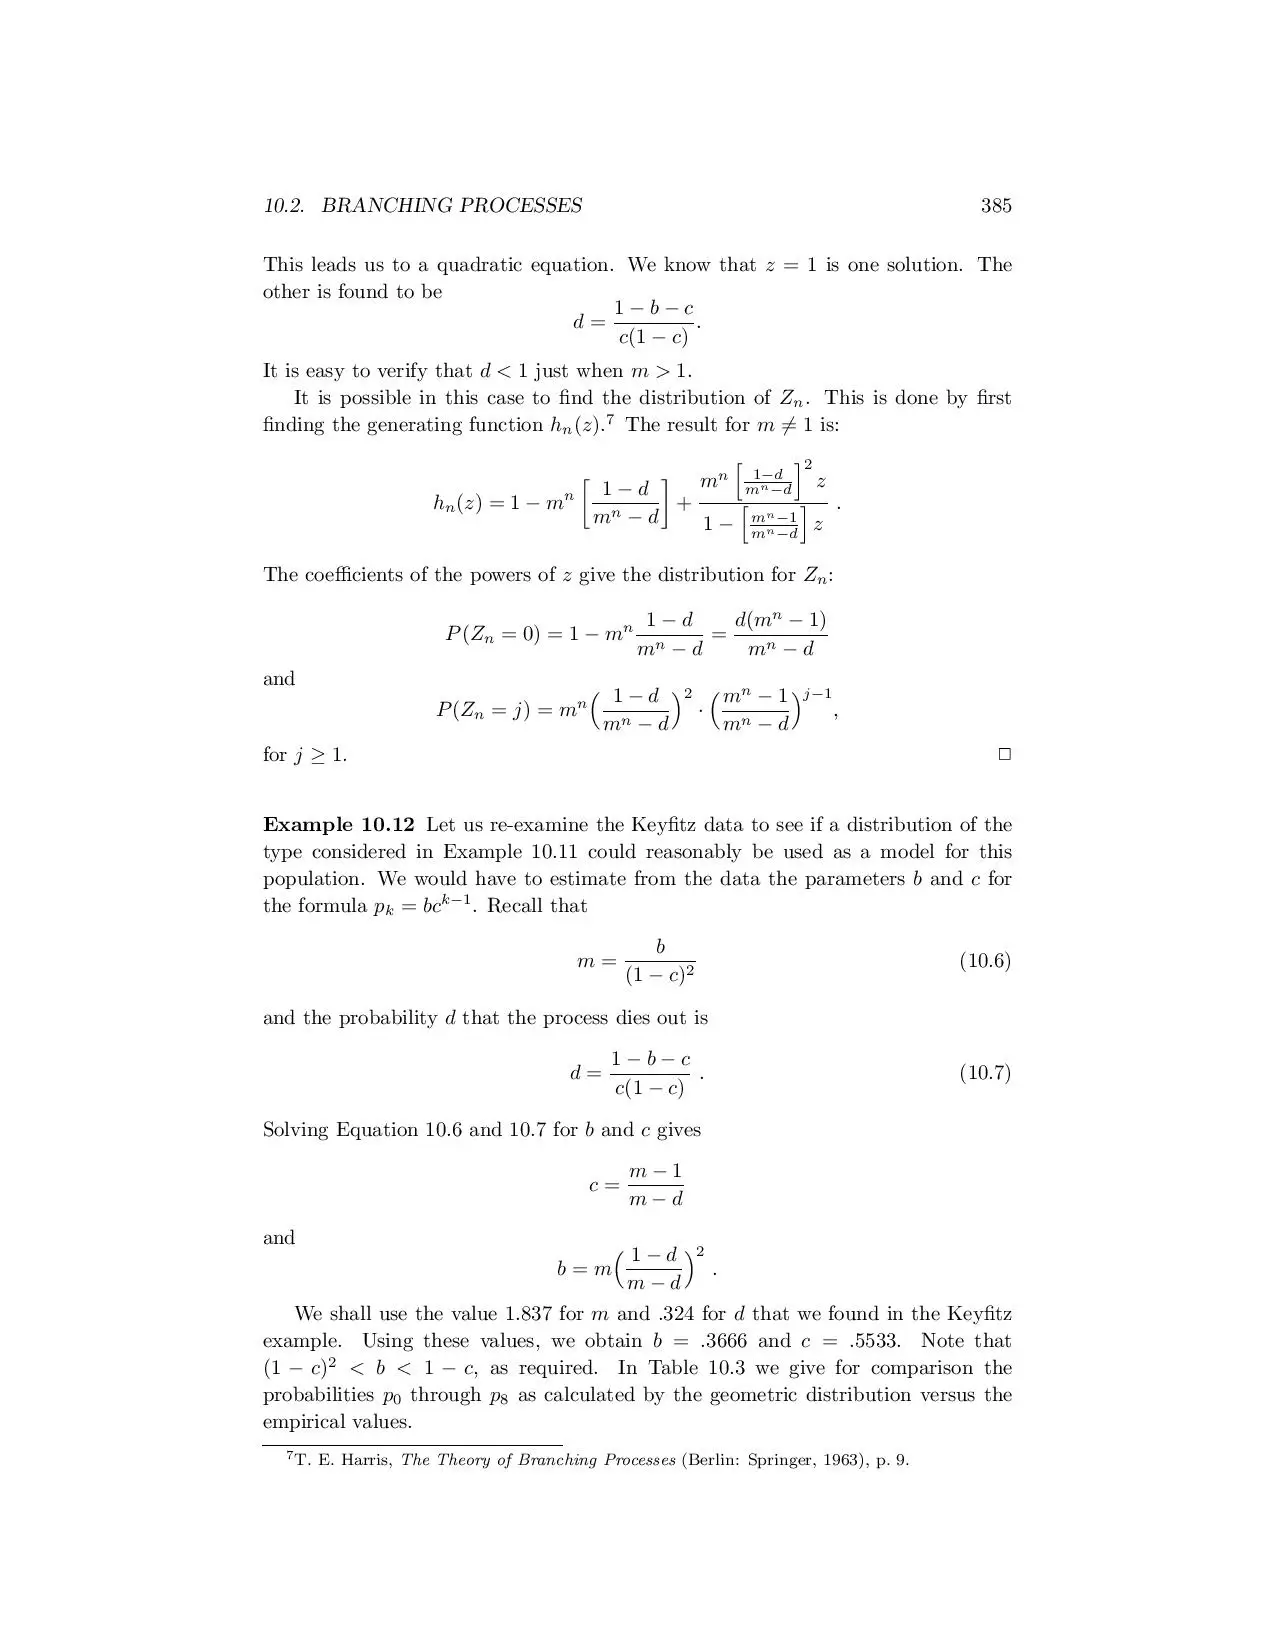 10.2. BRANCHING PROCESSES 385
This leads us to a quadratic equation. We know that z = 1 is one solution. The
other is found to be
d = \frac{1 − b − c}{c(1 − c)}.
It is easy to verify that d < 1 just when m > 1.
It is possible in this case to find the distribution of Z_n. This is done by first
finding the generating function h_n(z).^7 The result for m ≠ 1 is:
h_n(z) = 1 − m^n \left[\frac{1 − d}{m^n − d}\right] + \frac{m^n \left[\frac{1−d}{m^n−d}\right]^2 z}{1 − \left[\frac{m^n−1}{m^n−d}\right] z} .
The coefficients of the powers of z give the distribution for Z_n:
P(Z_n = 0) = 1 − m^n \frac{1 − d}{m^n − d} = \frac{d(m^n − 1)}{m^n − d}
and
P(Z_n = j) = m^n \left(\frac{1 − d}{m^n − d}\right)^2 · \left(\frac{m^n − 1}{m^n − d}\right)^{j−1},
for j ≥ 1. □
Example 10.12 Let us re-examine the Keyfitz data to see if a distribution of the
type considered in Example 10.11 could reasonably be used as a model for this
population. We would have to estimate from the data the parameters b and c for
the formula p_k = bc^{k−1}. Recall that
m = \frac{b}{(1 − c)^2} (10.6)
and the probability d that the process dies out is
d = \frac{1 − b − c}{c(1 − c)} . (10.7)
Solving Equation 10.6 and 10.7 for b and c gives
c = \frac{m − 1}{m − d}
and
b = m \left(\frac{1 − d}{m − d}\right)^2 .
We shall use the value 1.837 for m and .324 for d that we found in the Keyfitz
example. Using these values, we obtain b = .3666 and c = .5533. Note that
(1 − c)^2 < b < 1 − c, as required. In Table 10.3 we give for comparison the
probabilities p_0 through p_8 as calculated by the geometric distribution versus the
empirical values.
^7T. E. Harris, The Theory of Branching Processes (Berlin: Springer, 1963), p. 9.